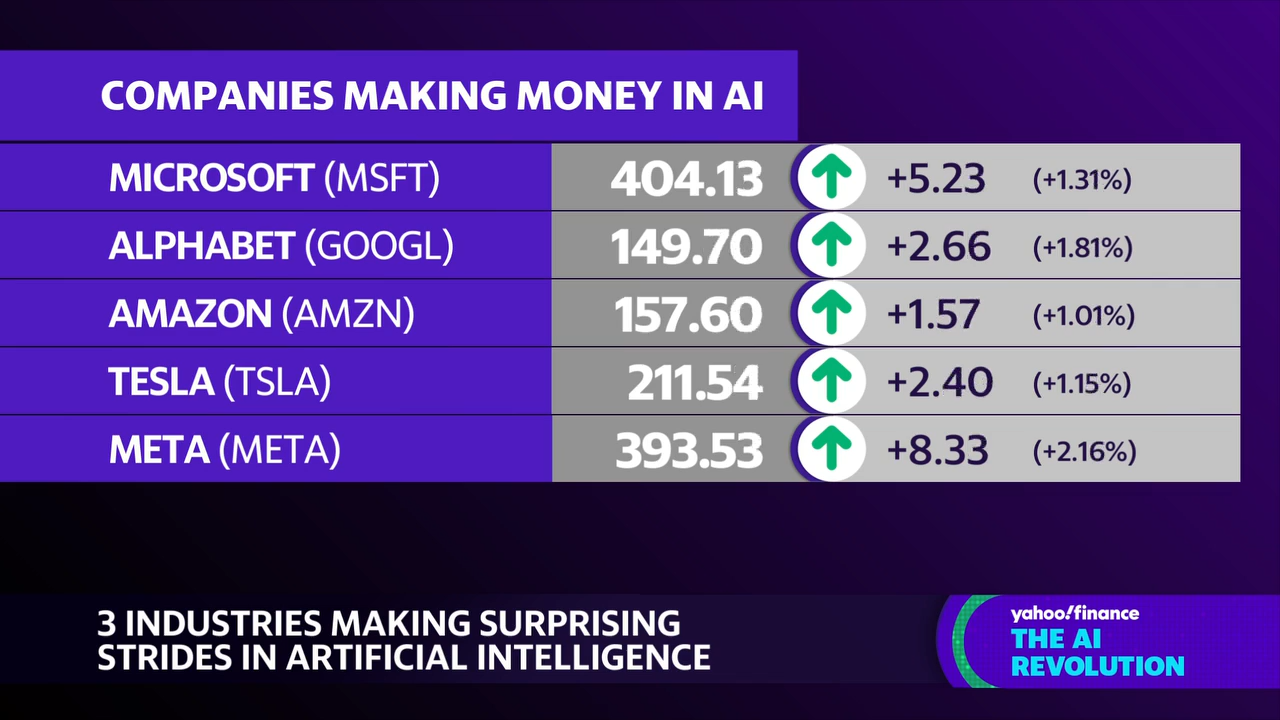 COMPANIES MAKING MONEY IN AI
MICROSOFT (MSFT) 404.13 +5.23 (+1.31%)
ALPHABET (GOOGL) 149.70 +2.66 (+1.81%)
AMAZON (AMZN) 157.60 +1.57 (+1.01%)
TESLA (TSLA) 211.54 +2.40 (+1.15%)
META (META) 393.53 +8.33 (+2.16%)
3 INDUSTRIES MAKING SURPRISING
STRIDES IN ARTIFICIAL INTELLIGENCE
yahoo!finance
THE AI
REVOLUTION